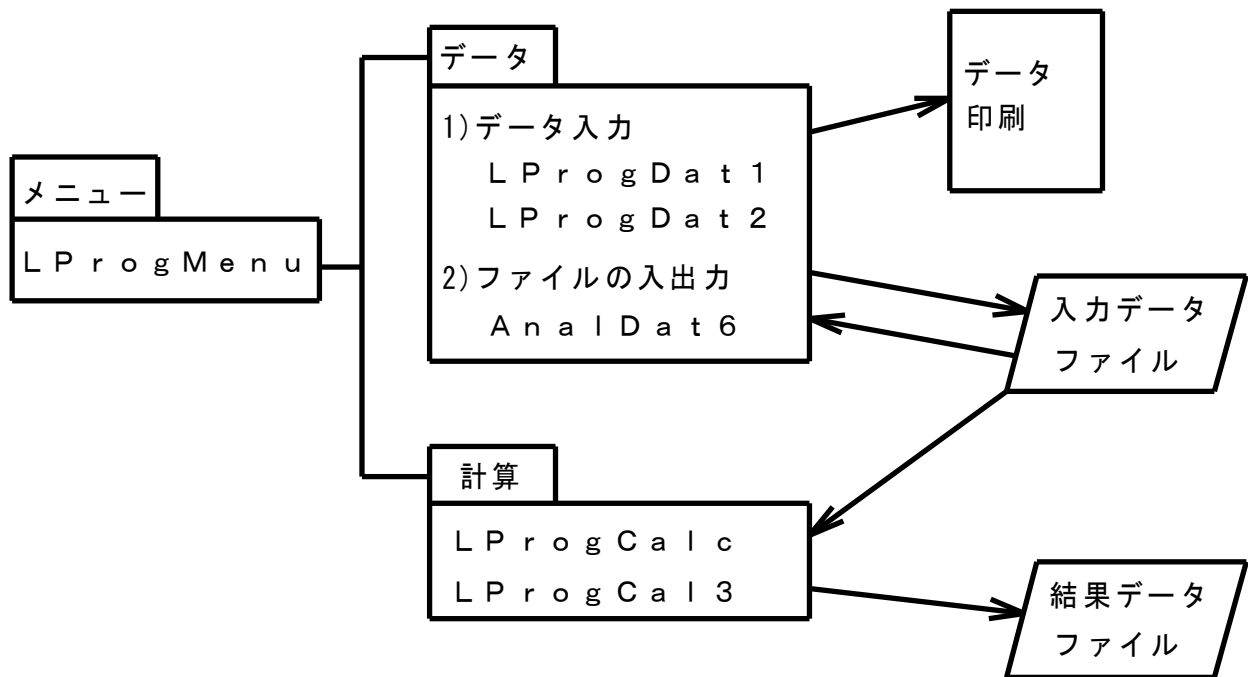 メニュー
ＬＰｒｏｇＭｅｎｕ
データ
1)データ入力
ＬＰｒｏｇＤａｔ１
ＬＰｒｏｇＤａｔ２
2)ファイルの入出力
ＡｎａｌＤａｔ６
計算
ＬＰｒｏｇＣａｌｃ
ＬＰｒｏｇＣａｌ３
データ
印刷
入力データ
ファイル
結果データ
ファイル